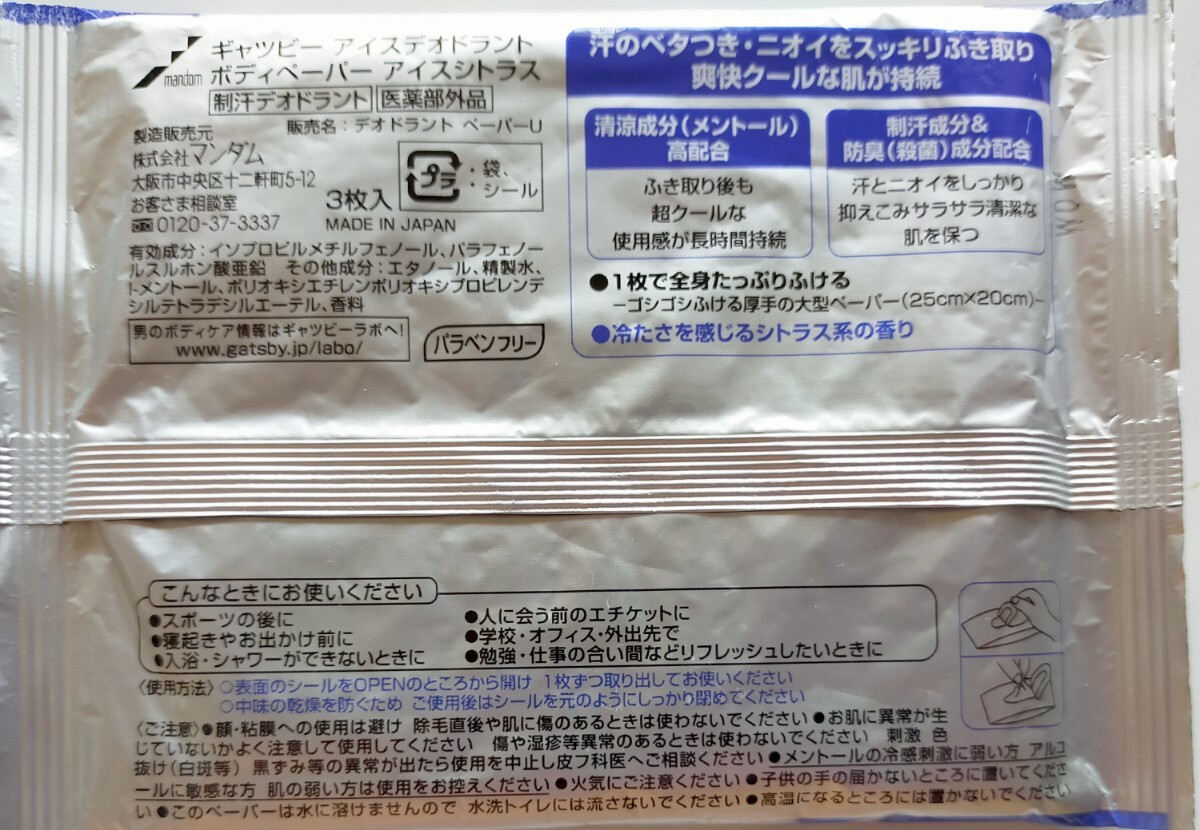 mandom
ギャツビー アイスデオドラント
ボディペーパー アイスシトラス
制汗デオドラント 医薬部外品
販売名：デオドラント ペーパーU
製造販売元
株式会社マンダム
大阪市中央区十二軒町5-12
お客さま相談室
0120-37-3337
3枚入
プラ ・袋、
・シール
MADE IN JAPAN
有効成分：イソプロピルメチルフェノール、パラフェノー
ルスルホン酸亜鉛 その他成分：エタノール、精製水、
l-メントール、ポリオキシエチレンポリオキシプロピレンデ
シルテトラデシルエーテル、香料
男のボディケア情報はギャツビーラボへ!
www.gatsby.jp/labo/
パラベンフリー
汗のベタつき・ニオイをスッキリふき取り
爽快クールな肌が持続
清涼成分（メントール）
高配合
ふき取り後も
超クールな
使用感が長時間持続
制汗成分&
防臭（殺菌）成分配合
汗とニオイをしっかり
抑えこみサラサラ清潔な
肌を保つ
●1枚で全身たっぷりふける
−ゴシゴシふける厚手の大型ペーパー（25cm×20cm）−
●冷たさを感じるシトラス系の香り
こんなときにお使いください
●スポーツの後に
●寝起きやお出かけ前に
●入浴・シャワーができないときに
●人に会う前のエチケットに
●学校・オフィス・外出先で
●勉強・仕事の合い間などリフレッシュしたいときに
〈使用方法〉○表面のシールをOPENのところから開け 1枚ずつ取り出してお使いください
○中味の乾燥を防ぐため ご使用後はシールを元のようにしっかり閉めてください
〈ご注意〉●顔・粘膜への使用は避け 除毛直後や肌に傷のあるときは使わないでください ●お肌に異常が生
じていないかよく注意して使用してください 傷や湿疹等異常のあるときは使わないでください 刺激 色
抜け(白斑等) 黒ずみ等の異常が出たら使用を中止し皮フ科医へご相談ください ●メントールの冷感刺激に弱い方 アルコ
ールに敏感な方 肌の弱い方は使用をお控えください ●火気にご注意ください ●子供の手の届かないところに置いてくださ
い ●このペーパーは水に溶けませんので 水洗トイレには流さないでください ●高温になるところには置かないでください